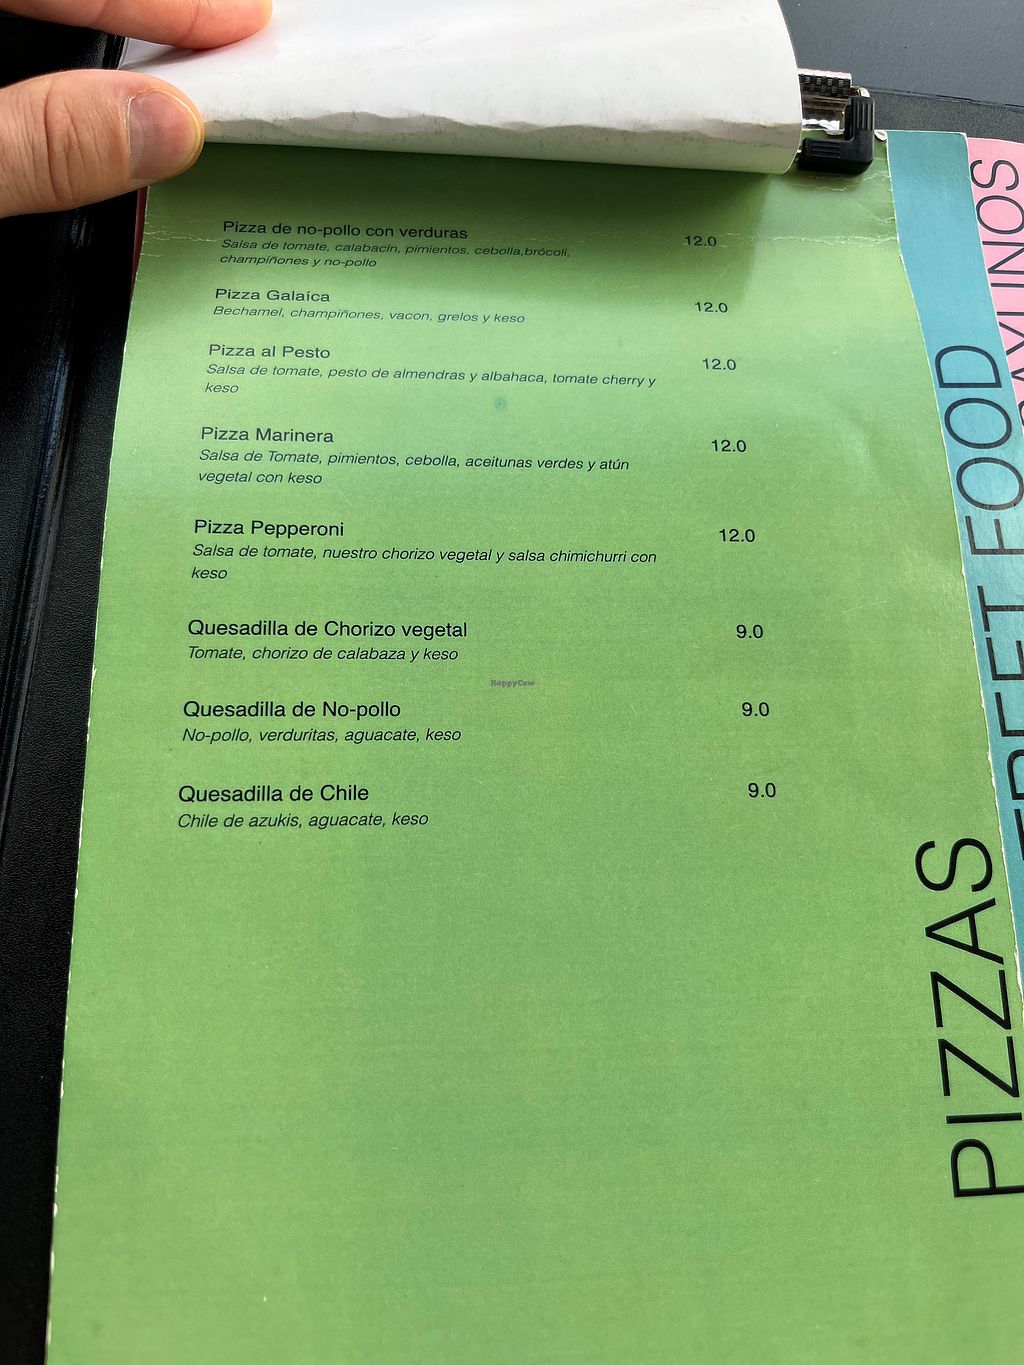 Pizza de no-pollo con verduras 12.0
Salsa de tomate, calabacín, pimientos, cebolla,brócoli,
champiñones y no-pollo
Pizza Galaíca 12.0
Bechamel, champiñones, vacon, grelos y keso
Pizza al Pesto 12.0
Salsa de tomate, pesto de almendras y albahaca, tomate cherry y
keso
Pizza Marinera 12.0
Salsa de Tomate, pimientos, cebolla, aceitunas verdes y atún
vegetal con keso
Pizza Pepperoni 12.0
Salsa de tomate, nuestro chorizo vegetal y salsa chimichurri con
keso
Quesadilla de Chorizo vegetal 9.0
Tomate, chorizo de calabaza y keso
HappyCow
Quesadilla de No-pollo 9.0
No-pollo, verduritas, aguacate, keso
Quesadilla de Chile 9.0
Chile de azukis, aguacate, keso
PIZZAS
FOOD